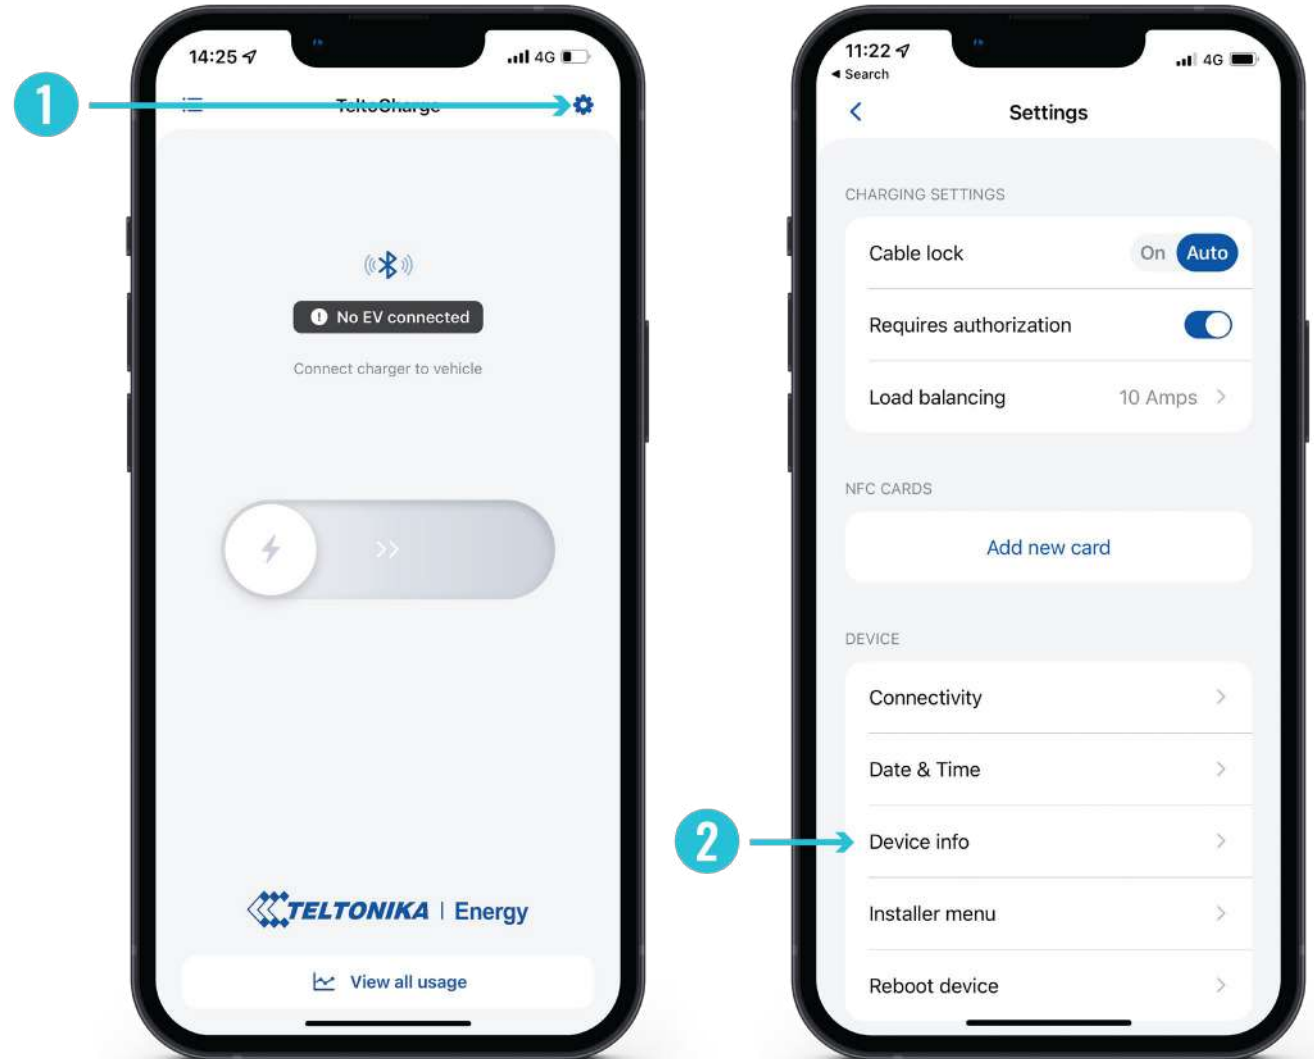 14:25
4G
1
TeltoCharge
No EV connected
Connect charger to vehicle
TELTONIKA | Energy
View all usage
11:22
4G
Search
Settings
CHARGING SETTINGS
Cable lock On Auto
Requires authorization
Load balancing 10 Amps
NFC CARDS
Add new card
DEVICE
Connectivity
Date & Time
2
Device info
Installer menu
Reboot device